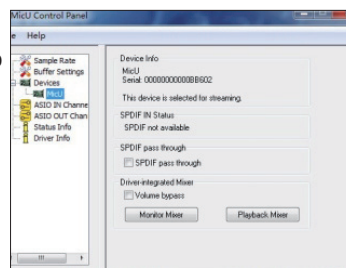 MicU Control Panel
e Help
Sample Rate
Buffer Settings
Devices
MicU
ASIO IN Channe
ASIO OUT Chan
Status Info
Driver Info
Device Info
MicU
Serial: 00000000000BB602
This device is selected for streaming.
SPDIF IN Status
SPDIF not available
SPDIF pass through
SPDIF pass through
Driver-integrated Mixer
Volume bypass
Monitor Mixer
Playback Mixer